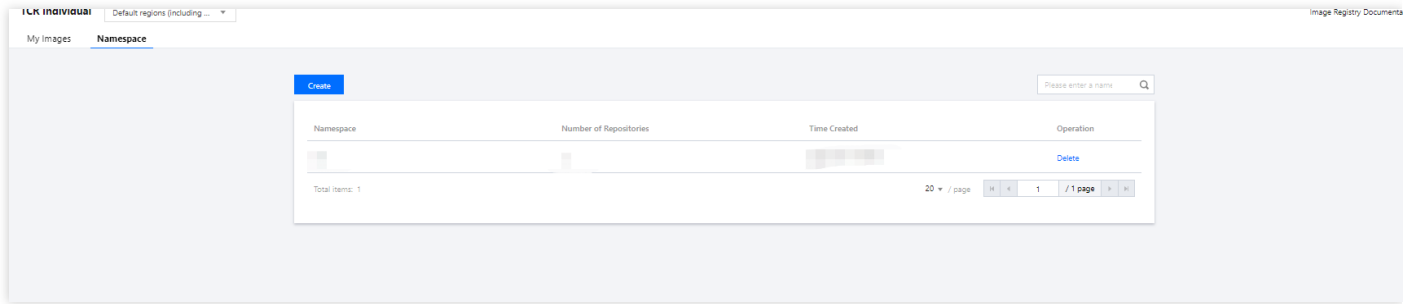 TCR Individual Default regions (including ... Image Registry Documenta
My Images Namespace
Create Please enter a name
Namespace Number of Repositories Time Created Operation
Delete
Total items: 1 20 / page 1 / 1 page